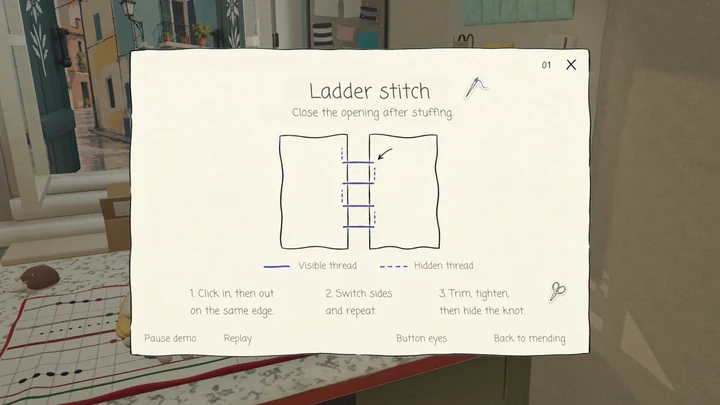 01
Ladder stitch
Close the opening after stuffing.
Visible thread
Hidden thread
1. Click in, then out
on the same edge.
2. Switch sides
and repeat.
3. Trim, tighten,
then hide the knot.
Pause demo
Replay
Button eyes
Back to mending